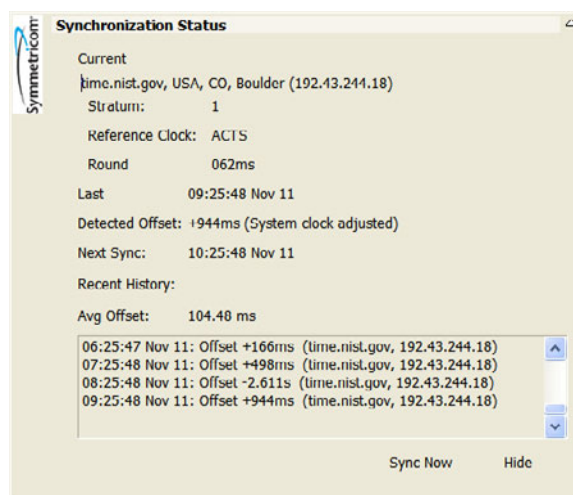 Symmetricom
Synchronization Status
Current
time.nist.gov, USA, CO, Boulder (192.43.244.18)
Stratum: 1
Reference Clock: ACTS
Round 062ms
Last 09:25:48 Nov 11
Detected Offset: +944ms (System clock adjusted)
Next Sync: 10:25:48 Nov 11
Recent History:
Avg Offset: 104.48 ms
06:25:47 Nov 11: Offset +166ms (time.nist.gov, 192.43.244.18)
07:25:48 Nov 11: Offset +498ms (time.nist.gov, 192.43.244.18)
08:25:48 Nov 11: Offset -2.611s (time.nist.gov, 192.43.244.18)
09:25:48 Nov 11: Offset +944ms (time.nist.gov, 192.43.244.18)
Sync Now Hide